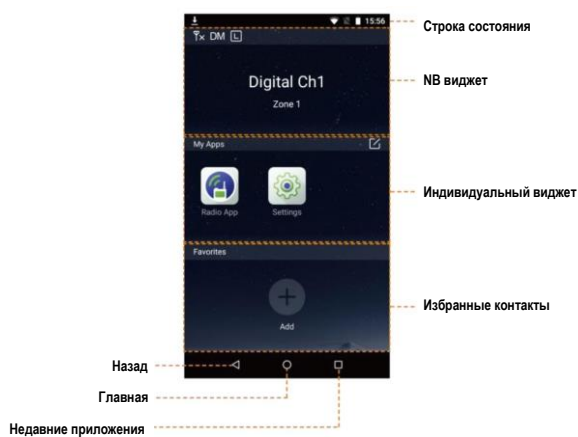 15:56
Строка состояния
DM L
NB виджет
Digital Ch1
Zone 1
My Apps
Индивидуальный виджет
Radio App
Settings
Favorites
Избранные контакты
Add
Назад
Главная
Недавние приложения